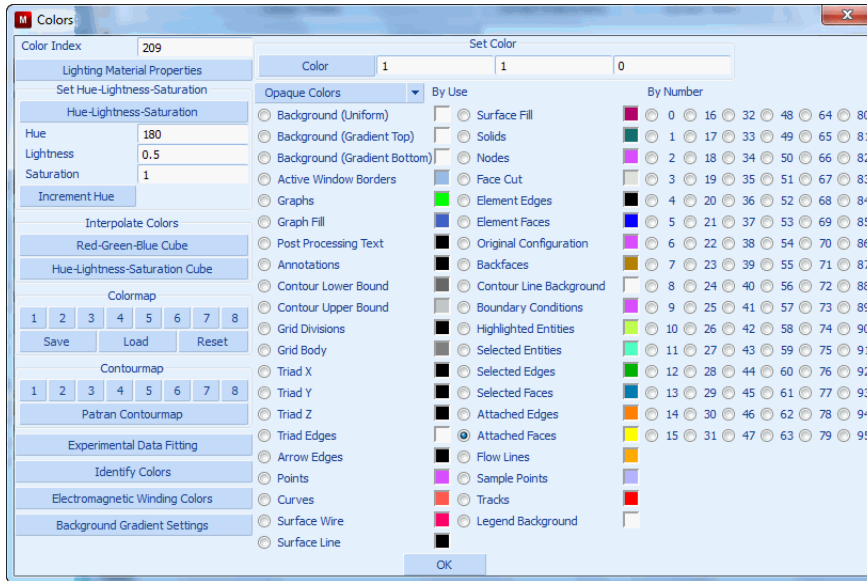 M Colors X
Color Index 209
Lighting Material Properties
Set Hue-Lightness-Saturation
Hue-Lightness-Saturation
Hue 180
Lightness 0.5
Saturation 1
Increment Hue
Interpolate Colors
Red-Green-Blue Cube
Hue-Lightness-Saturation Cube
Colormap
1 2 3 4 5 6 7 8
Save Load Reset
Contourmap
1 2 3 4 5 6 7 8
Patran Contourmap
Experimental Data Fitting
Identify Colors
Electromagnetic Winding Colors
Background Gradient Settings
Set Color
Color 1 1 0
Opaque Colors By Use By Number
Background (Uniform) Surface Fill 0 16 32 48 64 80
Background (Gradient Top) Solids 1 17 33 49 65 81
Background (Gradient Bottom) Nodes 2 18 34 50 66 82
Active Window Borders Face Cut 3 19 35 51 67 83
Graphs Element Edges 4 20 36 52 68 84
Graph Fill Element Faces 5 21 37 53 69 85
Post Processing Text Original Configuration 6 22 38 54 70 86
Annotations Backfaces 7 23 39 55 71 87
Contour Lower Bound Contour Line Background 8 24 40 56 72 88
Contour Upper Bound Boundary Conditions 9 25 41 57 73 89
Grid Divisions Highlighted Entities 10 26 42 58 74 90
Grid Body Selected Entities 11 27 43 59 75 91
Triad X Selected Edges 12 28 44 60 76 92
Triad Y Selected Faces 13 29 45 61 77 93
Triad Z Attached Edges 14 30 46 62 78 94
Triad Edges Attached Faces 15 31 47 63 79 95
Arrow Edges Flow Lines
Points Sample Points
Curves Tracks
Surface Wire Legend Background
Surface Line
OK